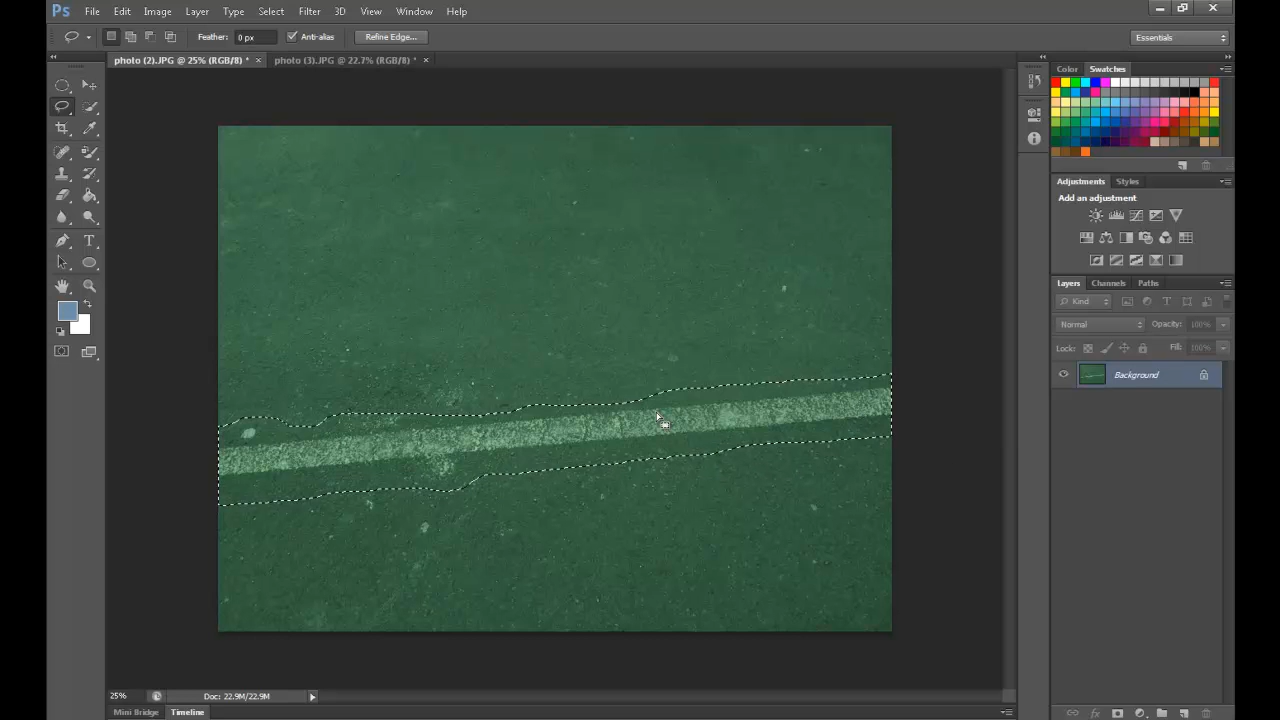 Ps File Edit Image Layer Type Select Filter 3D View Window Help
Feather: 0 px Anti-alias Refine Edge... Essentials
photo (2).JPG @ 25% (RGB/8) * × photo (3).JPG @ 22.7% (RGB/8) * ×
Color Swatches
Adjustments Styles
Add an adjustment
Layers Channels Paths
Kind
Normal Opacity: 100%
Lock: Fill: 100%
Background
25% Doc: 22.9M/22.9M
Mini Bridge Timeline